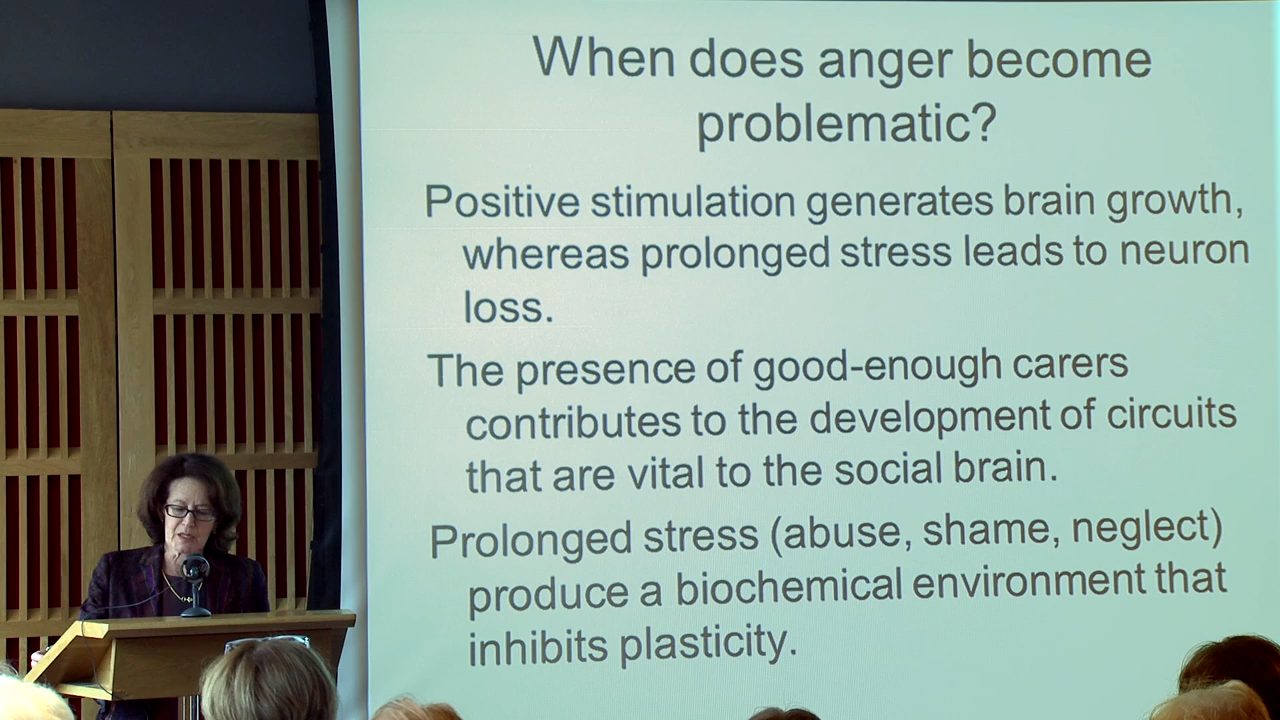 When does anger become
problematic?
Positive stimulation generates brain growth,
whereas prolonged stress leads to neuron
loss.
The presence of good-enough carers
contributes to the development of circuits
that are vital to the social brain.
Prolonged stress (abuse, shame, neglect)
produce a biochemical environment that
inhibits plasticity.